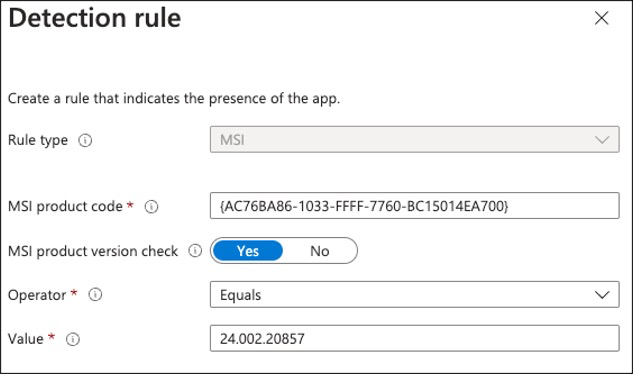 Detection rule
Create a rule that indicates the presence of the app.
Rule type
MSI
MSI product code *
{AC76BA86-1033-FFFF-7760-BC15014EA700}
MSI product version check
Yes No
Operator *
Equals
Value *
24.002.20857